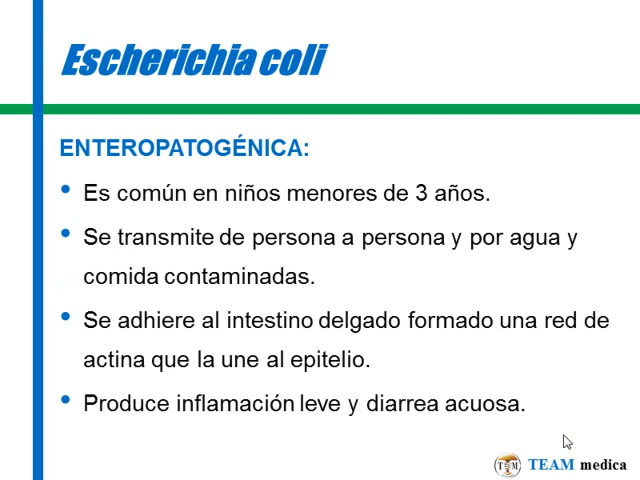 Escherichia coli
ENTEROPATOGÉNICA:
• Es común en niños menores de 3 años.
• Se transmite de persona a persona y por agua y
comida contaminadas.
• Se adhiere al intestino delgado formado una red de
actina que la une al epitelio.
• Produce inflamación leve y diarrea acuosa.
TEAM medica